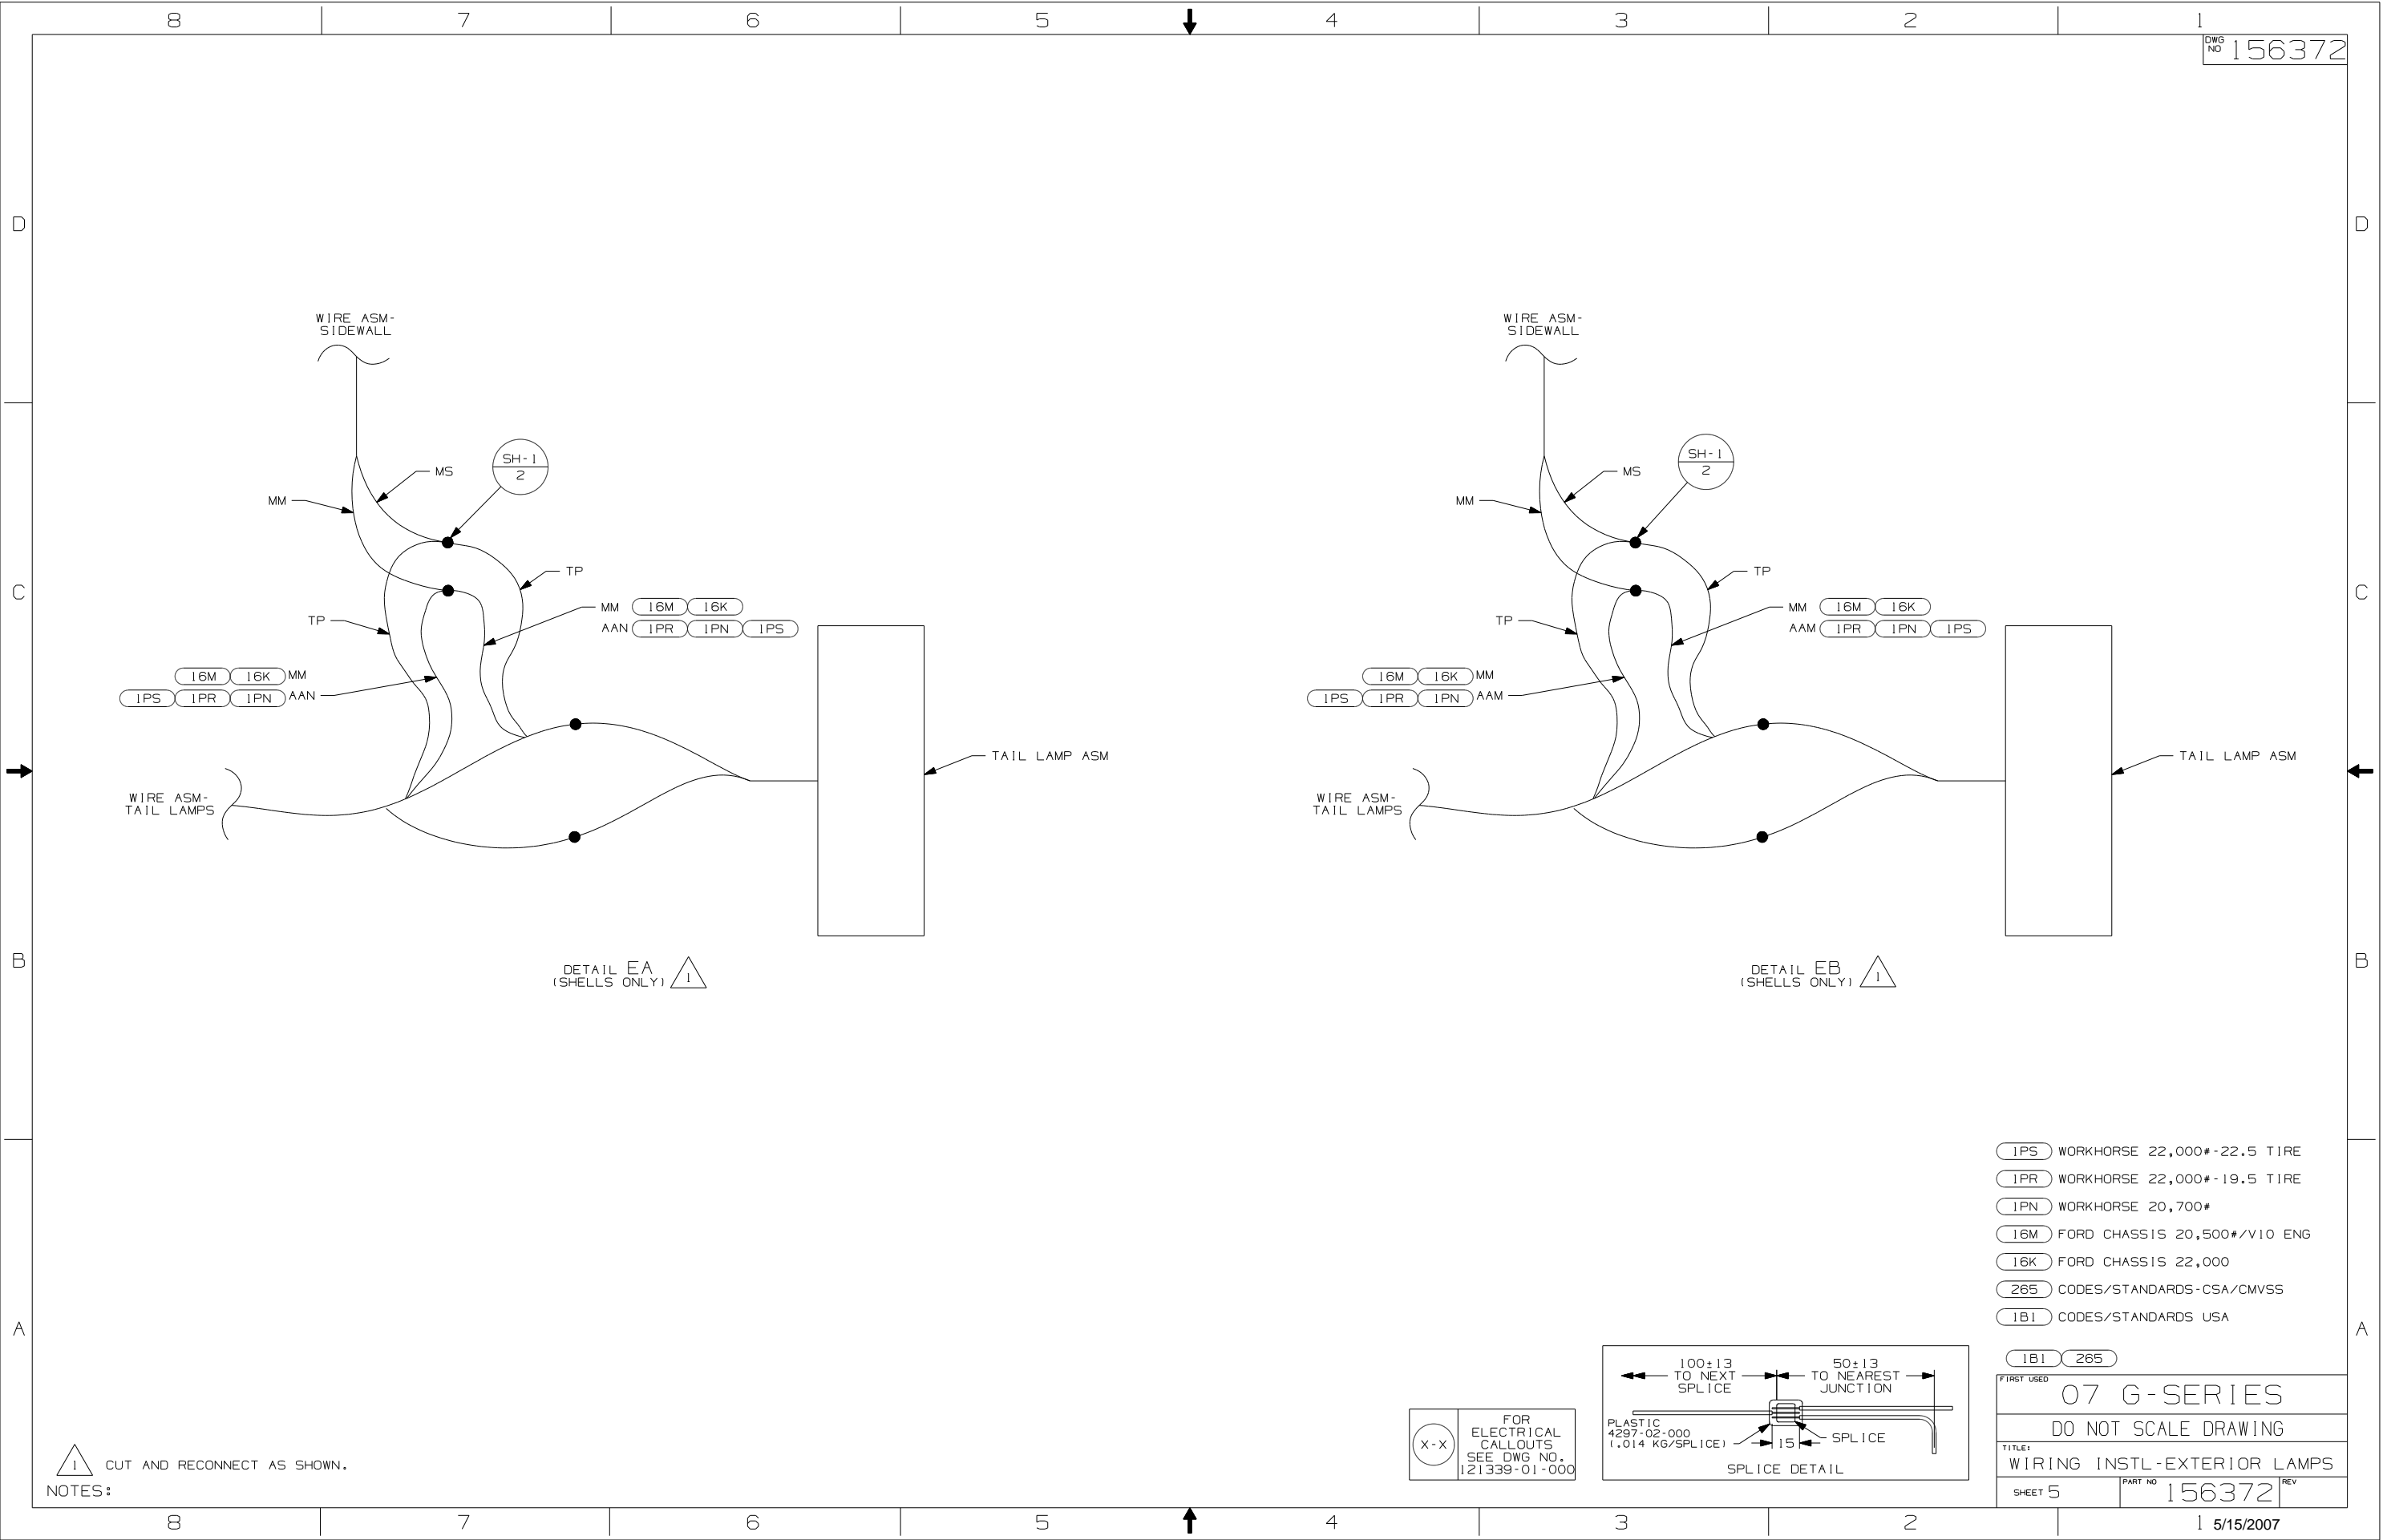 8 7 6 5 4 3 2 1
DWG NO 156372
D D
WIRE ASM-
SIDEWALL
SH-1
2
MS
MM
TP
TP
MM 16M 16K
AAN 1PR 1PN 1PS
16M 16K MM
1PS 1PR 1PN AAN
WIRE ASM-
TAIL LAMPS
TAIL LAMP ASM
DETAIL EA 1
(SHELLS ONLY)
WIRE ASM-
SIDEWALL
SH-1
2
MS
MM
TP
TP
MM 16M 16K
AAM 1PR 1PN 1PS
16M 16K MM
1PS 1PR 1PN AAM
WIRE ASM-
TAIL LAMPS
TAIL LAMP ASM
DETAIL EB 1
(SHELLS ONLY)
C C
B B
1PS WORKHORSE 22,000#-22.5 TIRE
1PR WORKHORSE 22,000#-19.5 TIRE
1PN WORKHORSE 20,700#
16M FORD CHASSIS 20,500#/V10 ENG
16K FORD CHASSIS 22,000
265 CODES/STANDARDS-CSA/CMVSS
1B1 CODES/STANDARDS USA
A A
1B1 265
1 CUT AND RECONNECT AS SHOWN.
NOTES:
X-X
FOR
ELECTRICAL
CALLOUTS
SEE DWG NO.
121339-01-000
100±13
TO NEXT
SPLICE
50±13
TO NEAREST
JUNCTION
PLASTIC
4297-02-000
(.014 KG/SPLICE)
15
SPLICE
SPLICE DETAIL
FIRST USED
07 G-SERIES
DO NOT SCALE DRAWING
TITLE:
WIRING INSTL-EXTERIOR LAMPS
SHEET 5
PART NO 156372
REV
8 7 6 5 4 3 2 1
5/15/2007